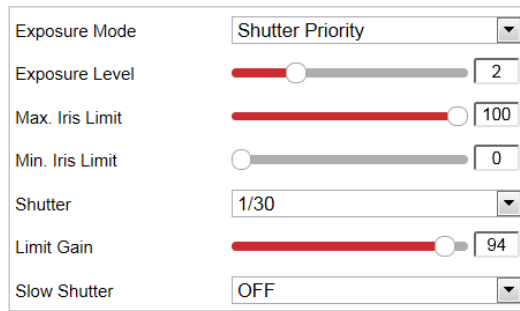 Exposure Mode Shutter Priority
Exposure Level 2
Max. Iris Limit 100
Min. Iris Limit 0
Shutter 1/30
Limit Gain 94
Slow Shutter OFF